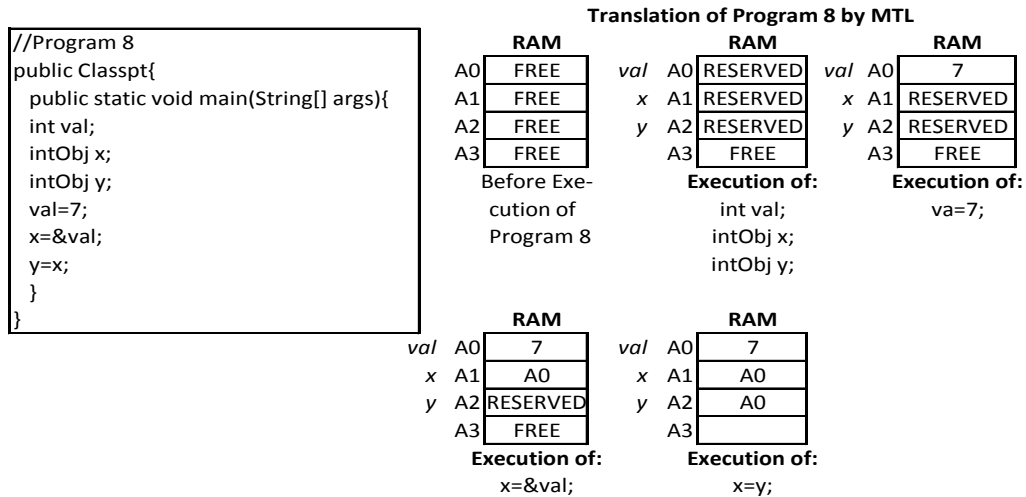 Translation of Program 8 by MTL
//Program 8
public Classpt{
public static void main(String[] args){
int val;
intObj x;
intObj y;
val=7;
x=&val;
y=x;
}
}
RAM
A0 FREE
A1 FREE
A2 FREE
A3 FREE
Before Exe-
cution of
Program 8
RAM
val A0 RESERVED
x A1 RESERVED
y A2 RESERVED
A3 FREE
Execution of:
int val;
intObj x;
intObj y;
RAM
val A0 7
x A1 RESERVED
y A2 RESERVED
A3 FREE
Execution of:
va=7;
RAM
val A0 7
x A1 A0
y A2 RESERVED
A3 FREE
Execution of:
x=&val;
RAM
val A0 7
x A1 A0
y A2 A0
A3
Execution of:
x=y;